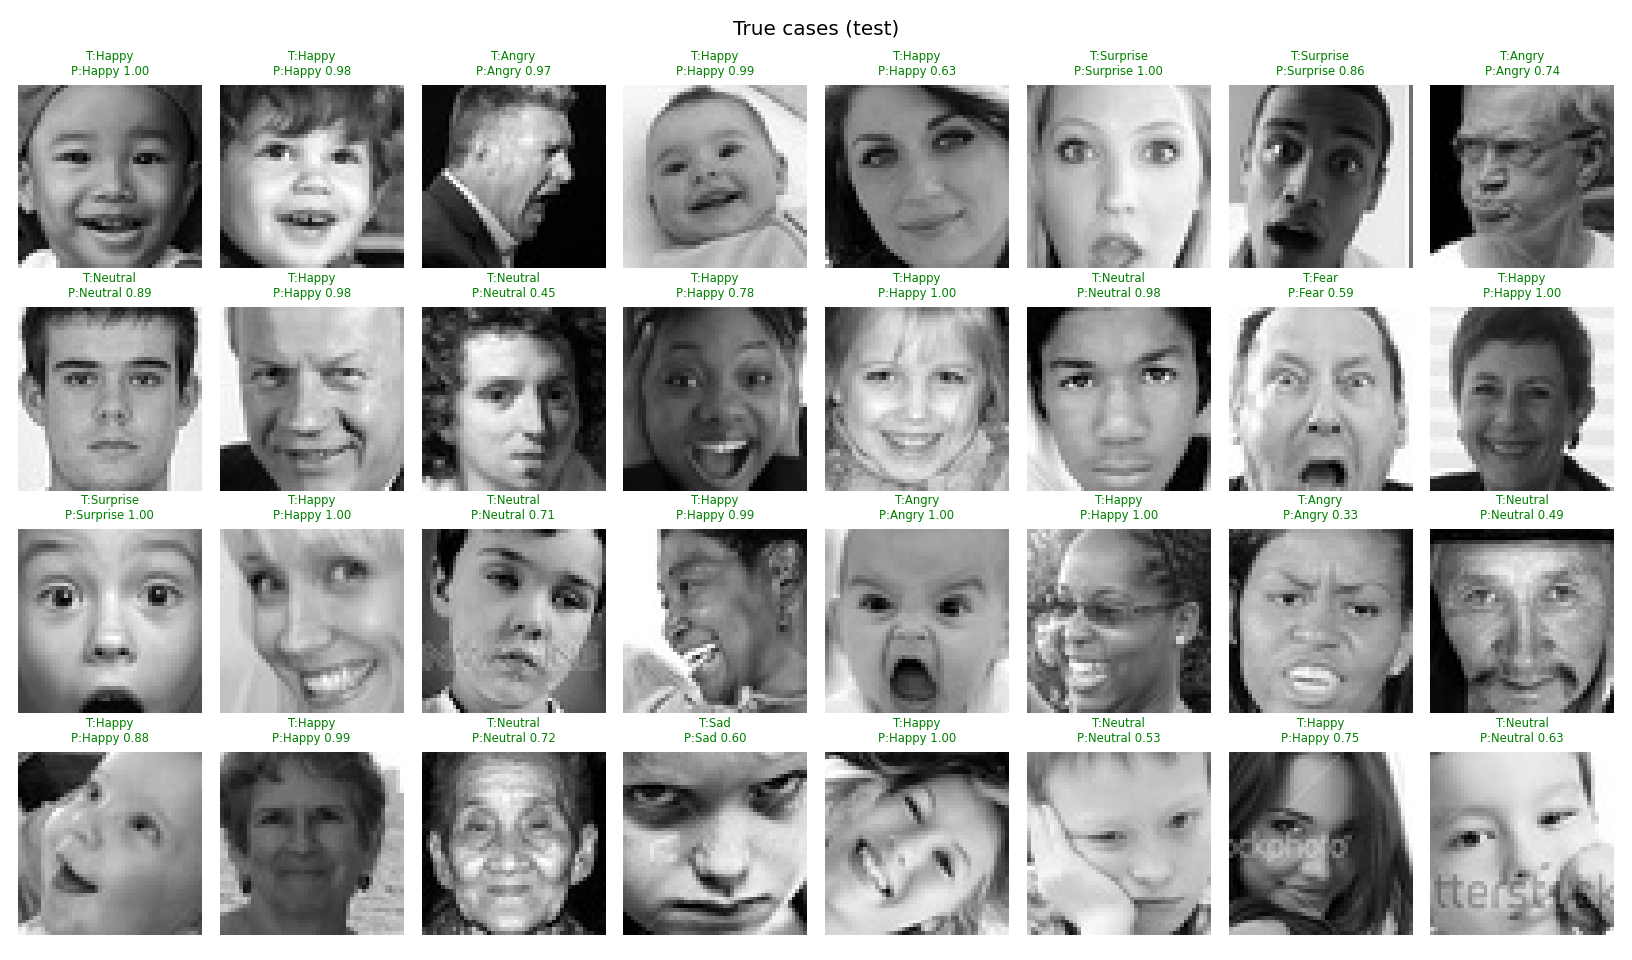 True cases (test)
T:Happy
P:Happy 1.00
T:Happy
P:Happy 0.98
T:Angry
P:Angry 0.97
T:Happy
P:Happy 0.99
T:Happy
P:Happy 0.63
T:Surprise
P:Surprise 1.00
T:Surprise
P:Surprise 0.86
T:Angry
P:Angry 0.74
T:Neutral
P:Neutral 0.89
T:Happy
P:Happy 0.98
T:Neutral
P:Neutral 0.45
T:Happy
P:Happy 0.78
T:Happy
P:Happy 1.00
T:Neutral
P:Neutral 0.98
T:Fear
P:Fear 0.59
T:Happy
P:Happy 1.00
T:Surprise
P:Surprise 1.00
T:Happy
P:Happy 1.00
T:Neutral
P:Neutral 0.71
T:Happy
P:Happy 0.99
T:Angry
P:Angry 1.00
T:Happy
P:Happy 1.00
T:Angry
P:Angry 0.33
T:Neutral
P:Neutral 0.49
T:Happy
P:Happy 0.88
T:Happy
P:Happy 0.99
T:Neutral
P:Neutral 0.72
T:Sad
P:Sad 0.60
T:Happy
P:Happy 1.00
T:Neutral
P:Neutral 0.53
T:Happy
P:Happy 0.75
ockphoto
T:Neutral
P:Neutral 0.63
tterstock